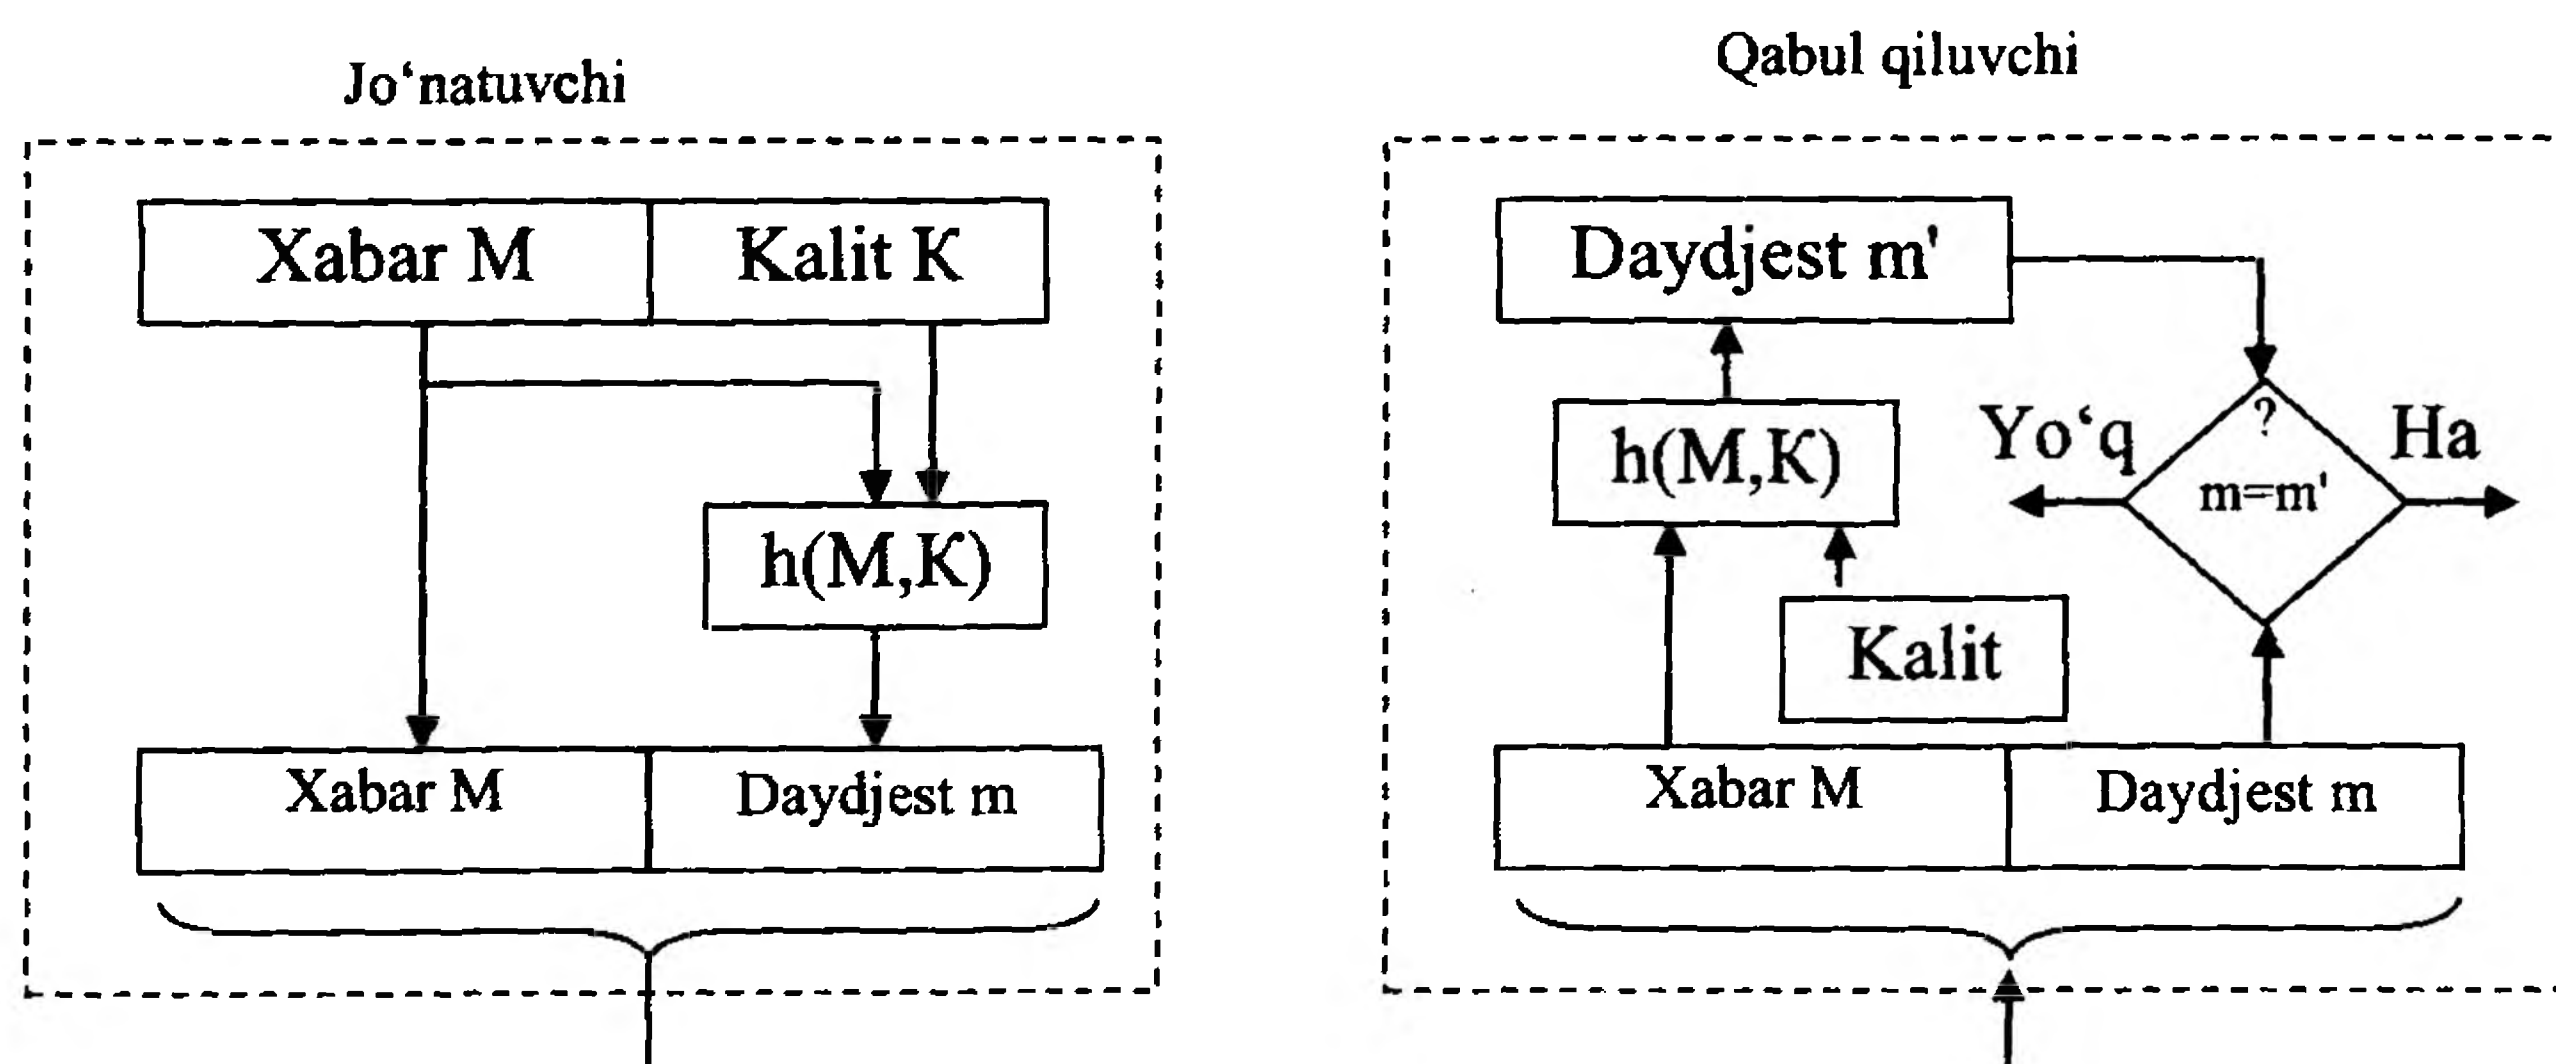 Jo‘natuvchi
Xabar M
Kalit K
h(M,K)
Xabar M
Daydjest m
Qabul qiluvchi
Daydjest m'
h(M,K)
Yo‘q
?
m=m'
Ha
Kalit
Xabar M
Daydjest m